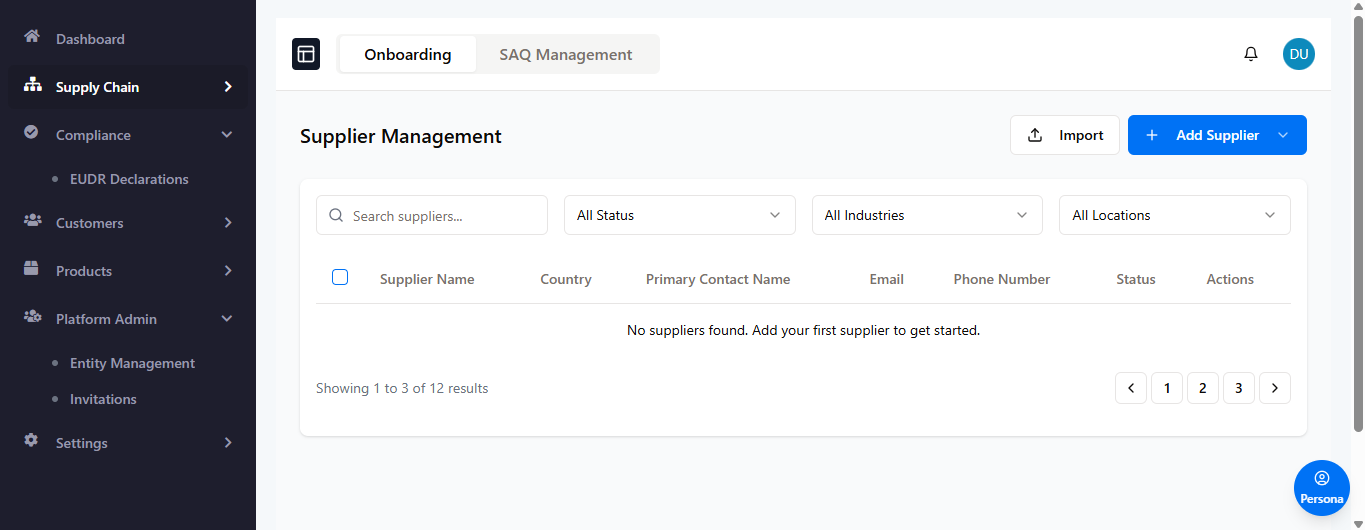 Dashboard
Supply Chain
Compliance
EUDR Declarations
Customers
Products
Platform Admin
Entity Management
Invitations
Settings
Onboarding SAQ Management
DU
Supplier Management
Import
Add Supplier
Search suppliers...
All Status
All Industries
All Locations
Supplier Name Country Primary Contact Name Email Phone Number Status Actions
No suppliers found. Add your first supplier to get started.
Showing 1 to 3 of 12 results
1 2 3
Persona